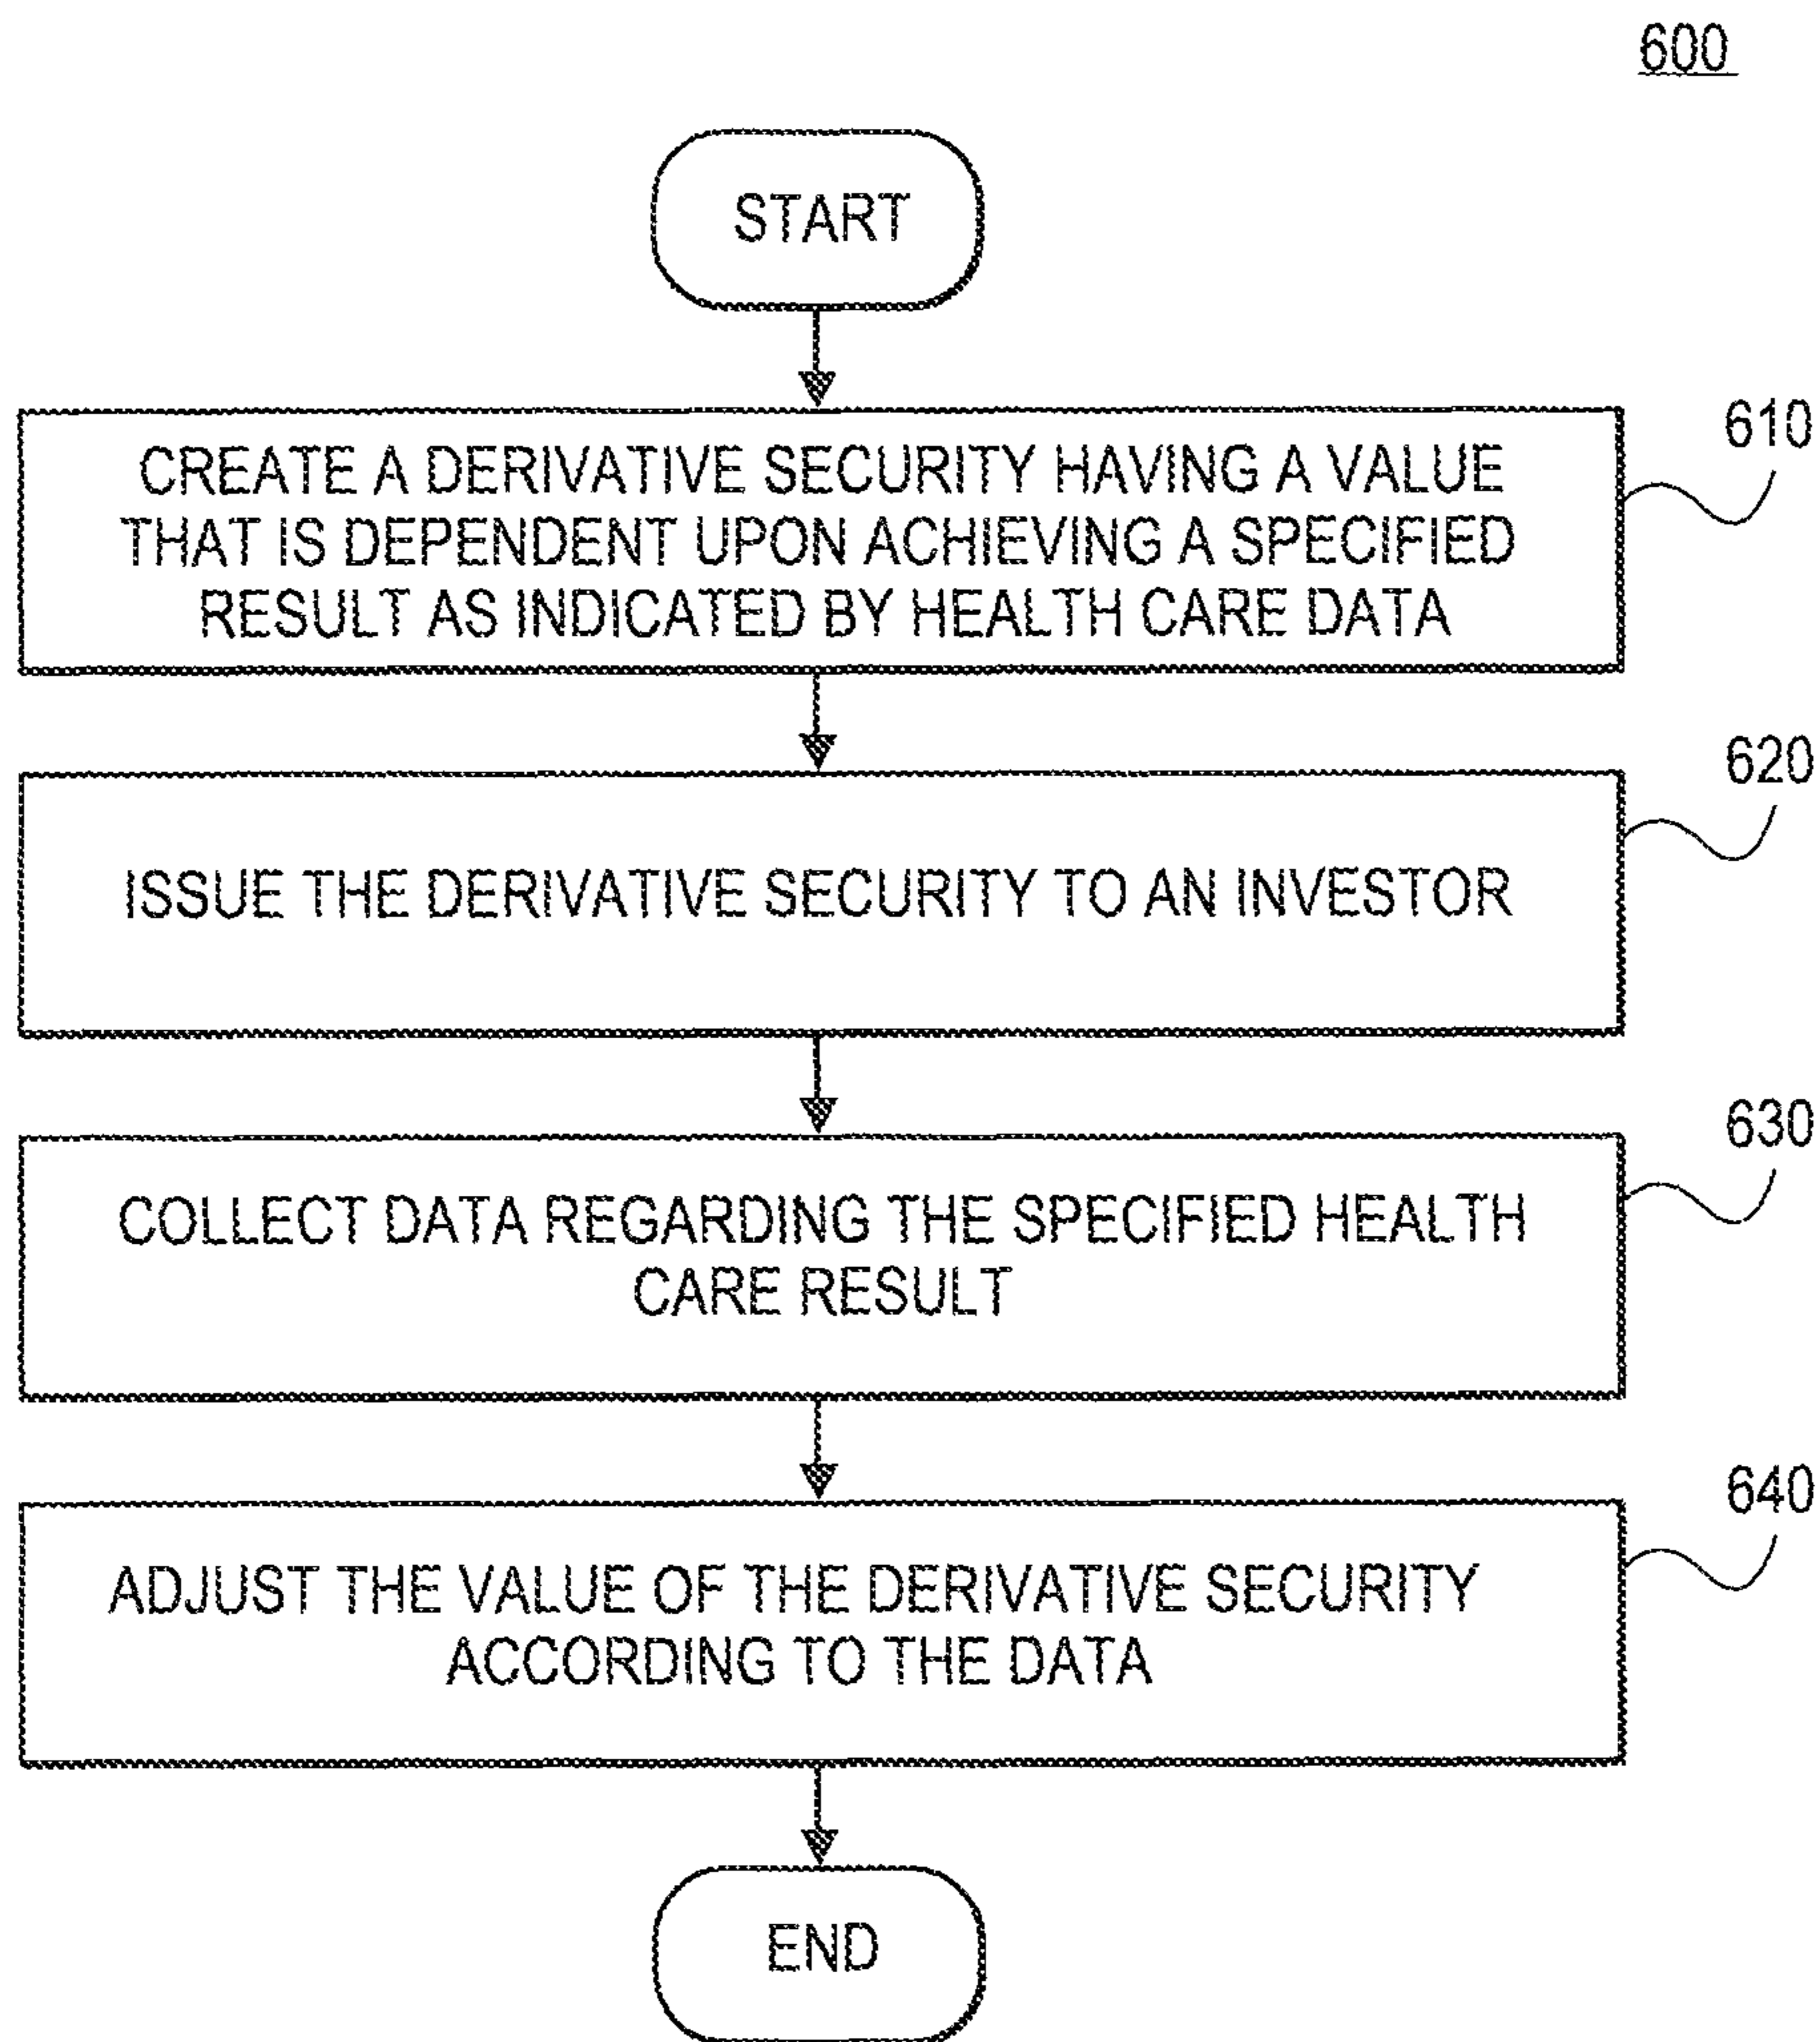 600
START
CREATE A DERIVATIVE SECURITY HAVING A VALUE
THAT IS DEPENDENT UPON ACHIEVING A SPECIFIED
RESULT AS INDICATED BY HEALTH CARE DATA
610
ISSUE THE DERIVATIVE SECURITY TO AN INVESTOR
620
COLLECT DATA REGARDING THE SPECIFIED HEALTH
CARE RESULT
630
ADJUST THE VALUE OF THE DERIVATIVE SECURITY
ACCORDING TO THE DATA
640
END